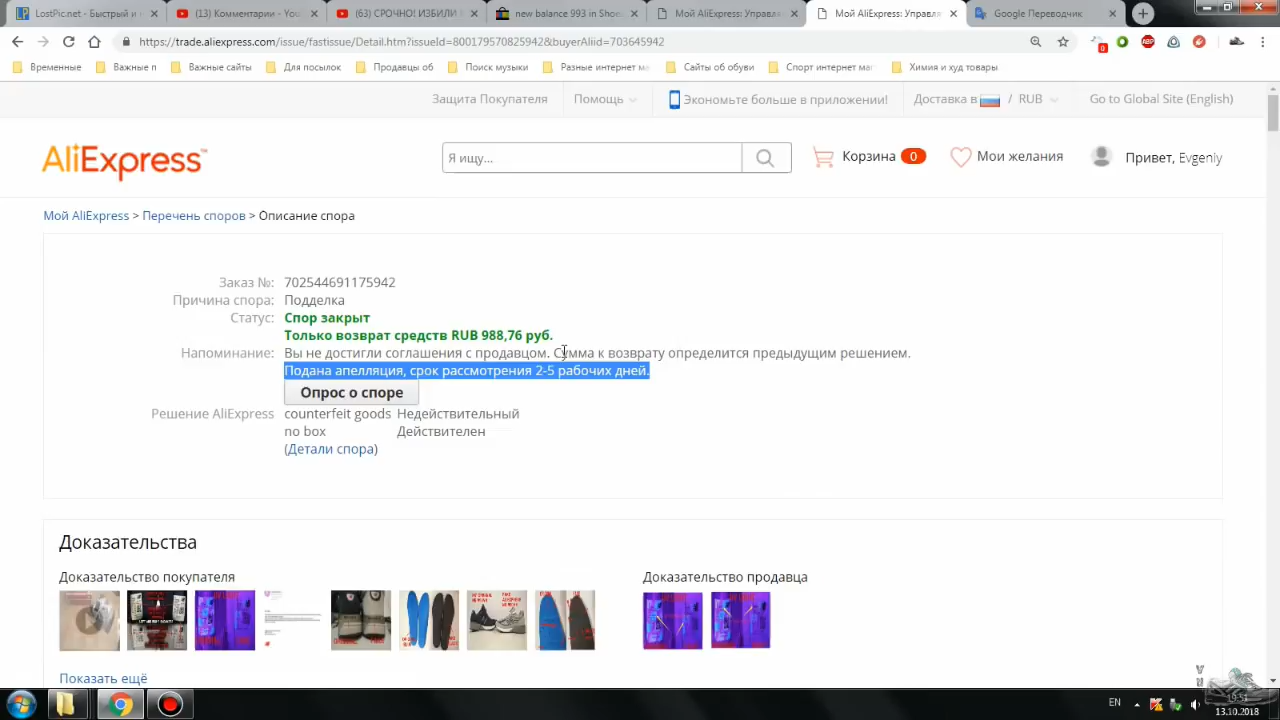 LostPic.net - Быстрый и
(13) Комментарии - You
(63) СРОЧНО! ИЗБИЛИ
new balance 993 in Shoe
Мой AliExpress: Управля
Мой AliExpress: Управля
Google Переводчик
https://trade.aliexpress.com/issue/fastissue/Detail.htm?issueId=800179570825942&buyerAliid=703645942
Временные
Важные п
Важные сайты
Для посылок
Продавцы об
Поиск музыки
Разные интернет ма
Сайты об обуви
Спорт интернет маг
Химия и худ товары
Защита Покупателя
Помощь
Экономьте больше в приложении!
Доставка в / RUB
Go to Global Site (English)
AliExpress
Я ищу...
Корзина 0
Мои желания
Привет, Evgeniy
Мой AliExpress > Перечень споров > Описание спора
Заказ №: 702544691175942
Причина спора: Подделка
Статус: Спор закрыт
Только возврат средств RUB 988,76 руб.
Напоминание: Вы не достигли соглашения с продавцом. Сумма к возврату определится предыдущим решением.
Подана апелляция, срок рассмотрения 2-5 рабочих дней.
Опрос о споре
Решение AliExpress counterfeit goods Недействительный
no box Действителен
(Детали спора)
Доказательства
Доказательство покупателя
Доказательство продавца
Показать ещё
EN
19:51
13.10.2018